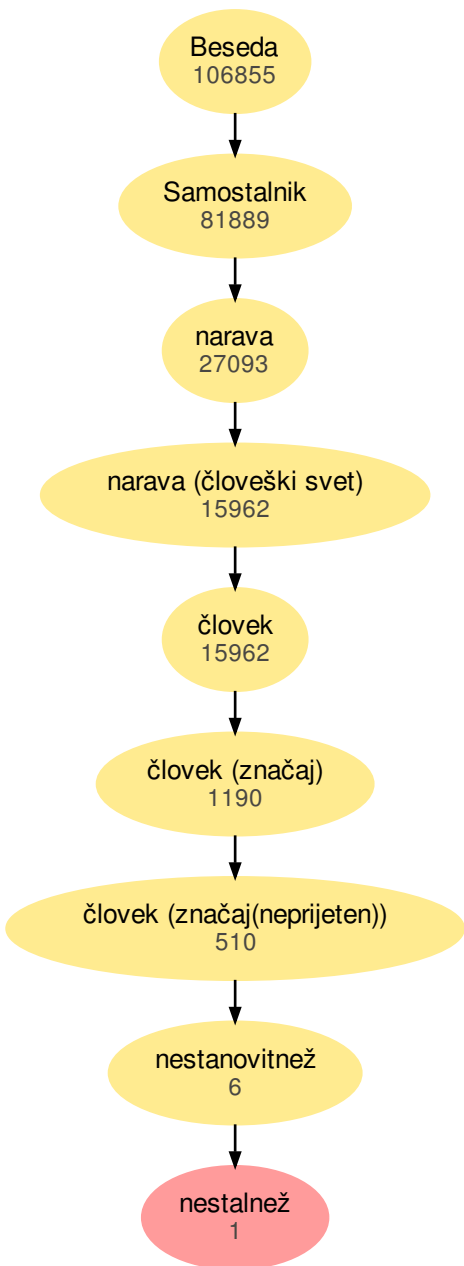 Beseda
106855
Samostalnik
81889
narava
27093
narava (človeški svet)
15962
človek
15962
človek (značaj)
1190
človek (značaj(neprijeten))
510
nestanovitnež
6
nestalnež
1